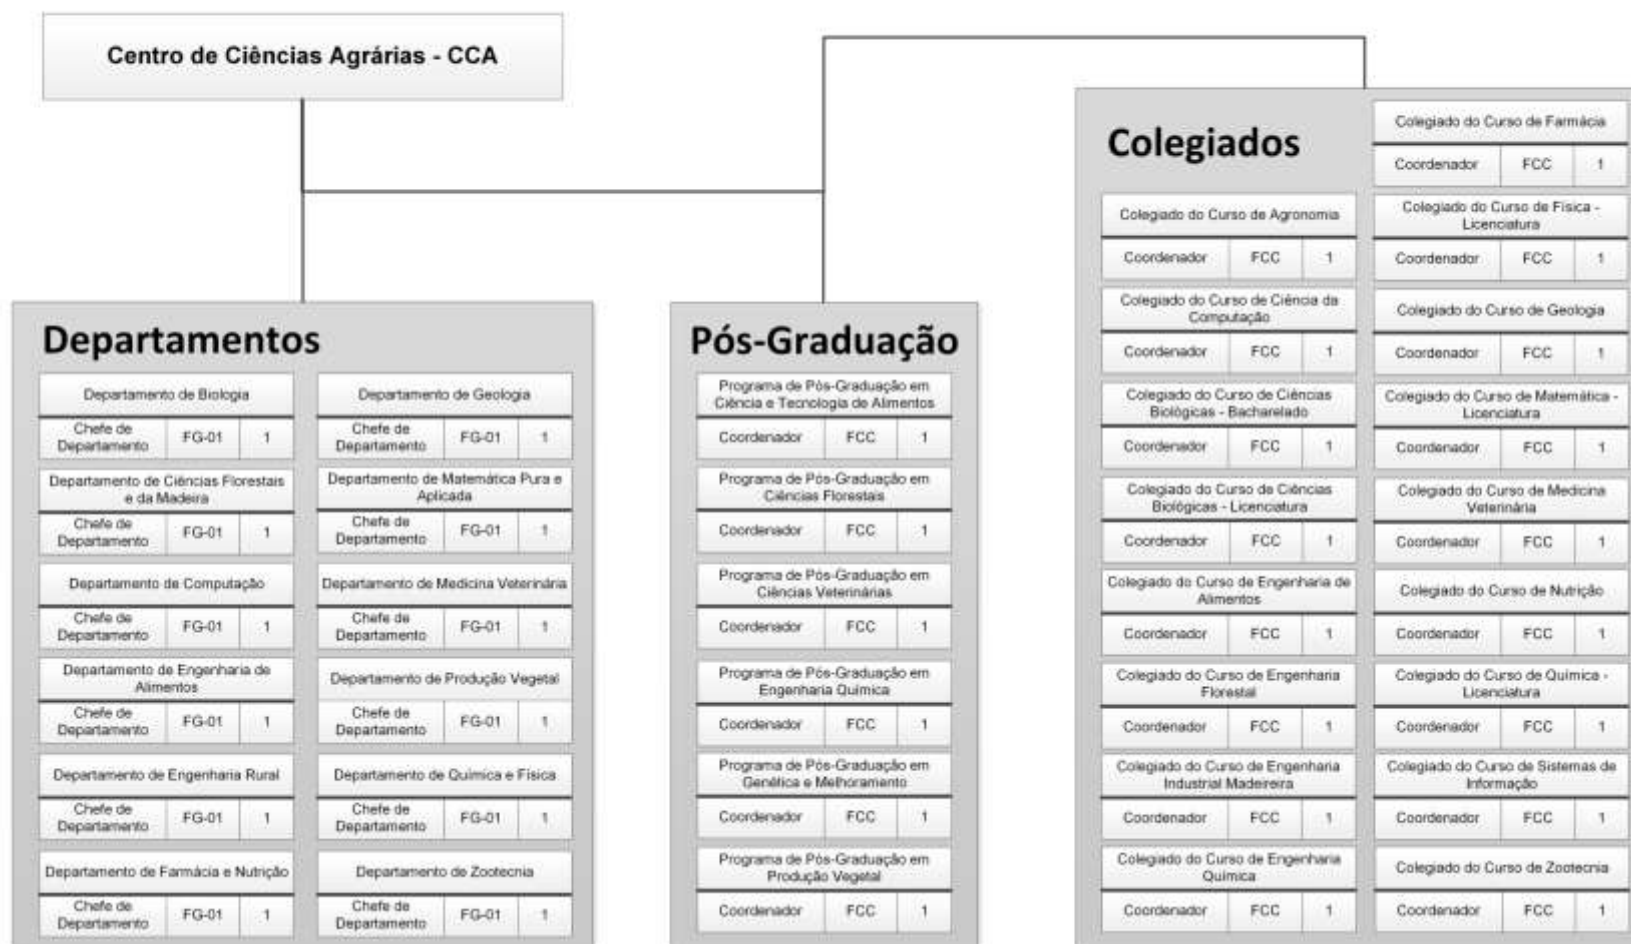 Centro de Ciências Agrárias - CCA
Departamentos
Departamento de Biologia
Chefe de
Departamento FG-01 1
Departamento de Ciências Florestais
e da Madeira
Chefe de
Departamento FG-01 1
Departamento de Computação
Chefe de
Departamento FG-01 1
Departamento de Engenharia de
Alimentos
Chefe de
Departamento FG-01 1
Departamento de Engenharia Rural
Chefe de
Departamento FG-01 1
Departamento de Farmácia e Nutrição
Chefe de
Departamento FG-01 1
Departamento de Geologia
Chefe de
Departamento FG-01 1
Departamento de Matemática Pura e
Aplicada
Chefe de
Departamento FG-01 1
Departamento de Medicina Veterinária
Chefe de
Departamento FG-01 1
Departamento de Produção Vegetal
Chefe de
Departamento FG-01 1
Departamento de Química e Física
Chefe de
Departamento FG-01 1
Departamento de Zootecnia
Chefe de
Departamento FG-01 1
Pós-Graduação
Programa de Pós-Graduação em
Ciência e Tecnologia de Alimentos
Coordenador FCC 1
Programa de Pós-Graduação em
Ciências Florestais
Coordenador FCC 1
Programa de Pós-Graduação em
Ciências Veterinárias
Coordenador FCC 1
Programa de Pós-Graduação em
Engenharia Química
Coordenador FCC 1
Programa de Pós-Graduação em
Genética e Melhoramento
Coordenador FCC 1
Programa de Pós-Graduação em
Produção Vegetal
Coordenador FCC 1
Colegiados
Colegiado do Curso de Agronomia
Coordenador FCC 1
Colegiado do Curso de Ciência da
Computação
Coordenador FCC 1
Colegiado do Curso de Ciências
Biológicas - Bacharelado
Coordenador FCC 1
Colegiado do Curso de Ciências
Biológicas - Licenciatura
Coordenador FCC 1
Colegiado do Curso de Engenharia de
Alimentos
Coordenador FCC 1
Colegiado do Curso de Engenharia
Florestal
Coordenador FCC 1
Colegiado do Curso de Engenharia
Industrial Madeireira
Coordenador FCC 1
Colegiado do Curso de Engenharia
Química
Coordenador FCC 1
Colegiado do Curso de Farmácia
Coordenador FCC 1
Colegiado do Curso de Física -
Licenciatura
Coordenador FCC 1
Colegiado do Curso de Geologia
Coordenador FCC 1
Colegiado do Curso de Matemática -
Licenciatura
Coordenador FCC 1
Colegiado do Curso de Medicina
Veterinária
Coordenador FCC 1
Colegiado do Curso de Nutrição
Coordenador FCC 1
Colegiado do Curso de Química -
Licenciatura
Coordenador FCC 1
Colegiado do Curso de Sistemas de
Informação
Coordenador FCC 1
Colegiado do Curso de Zootecnia
Coordenador FCC 1